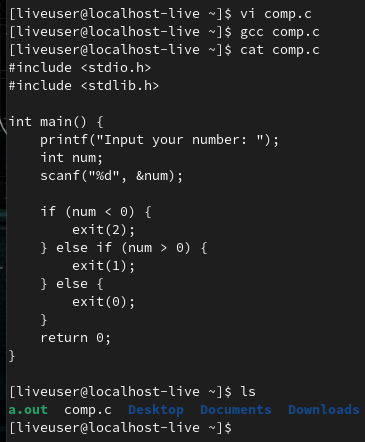 [liveuser@localhost-live ~]$ vi comp.c
[liveuser@localhost-live ~]$ gcc comp.c
[liveuser@localhost-live ~]$ cat comp.c
#include <stdio.h>
#include <stdlib.h>

int main() {
    printf("Input your number: ");
    int num;
    scanf("%d", &num);

    if (num < 0) {
        exit(2);
    } else if (num > 0) {
        exit(1);
    } else {
        exit(0);
    }
    return 0;
}

[liveuser@localhost-live ~]$ ls
a.out  comp.c  Desktop  Documents  Downloads
[liveuser@localhost-live ~]$